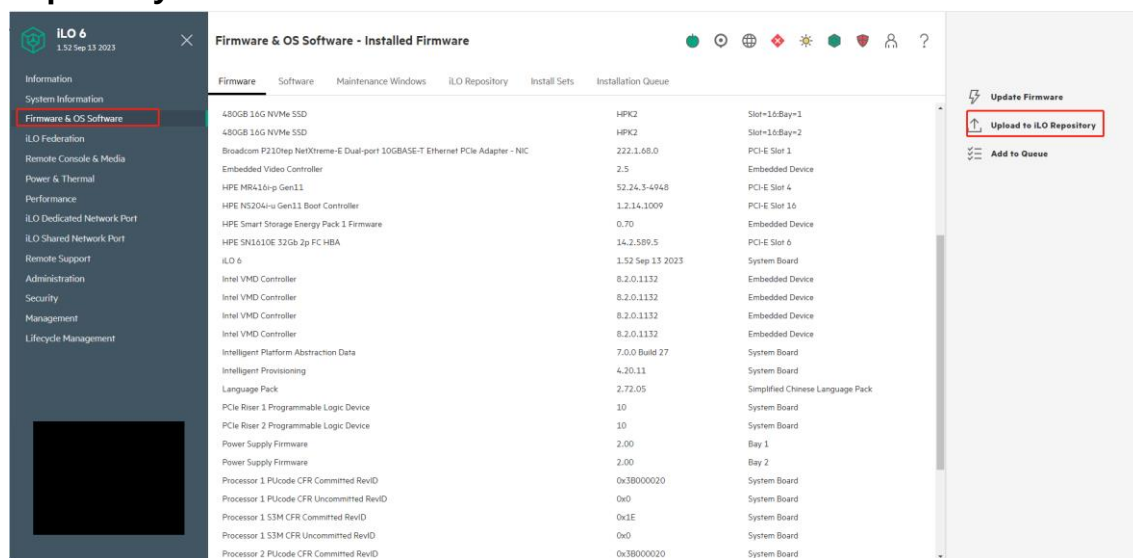 iLO 6
1.52 Sep 13 2023
Firmware & OS Software - Installed Firmware
?
Information
System Information
Firmware & OS Software
iLO Federation
Remote Console & Media
Power & Thermal
Performance
iLO Dedicated Network Port
iLO Shared Network Port
Remote Support
Administration
Security
Management
Lifecycle Management
Firmware Software Maintenance Windows iLO Repository Install Sets Installation Queue
480GB 16G NVMe SSD HPK2 Slot=16:Bay=1
480GB 16G NVMe SSD HPK2 Slot=16:Bay=2
Broadcom P210tep NetXtreme-E Dual-port 10GBASE-T Ethernet PCIe Adapter - NIC 222.1.68.0 PCI-E Slot 1
Embedded Video Controller 2.5 Embedded Device
HPE MR416i-p Gen11 52.24.3-4948 PCI-E Slot 4
HPE NS204i-u Gen11 Boot Controller 1.2.14.1009 PCI-E Slot 16
HPE Smart Storage Energy Pack 1 Firmware 0.70 Embedded Device
HPE SN1610E 32Gb 2p FC HBA 14.2.589.5 PCI-E Slot 6
iLO 6 1.52 Sep 13 2023 System Board
Intel VMD Controller 8.2.0.1132 Embedded Device
Intel VMD Controller 8.2.0.1132 Embedded Device
Intel VMD Controller 8.2.0.1132 Embedded Device
Intel VMD Controller 8.2.0.1132 Embedded Device
Intelligent Platform Abstraction Data 7.0.0 Build 27 System Board
Intelligent Provisioning 4.20.11 System Board
Language Pack 2.72.05 Simplified Chinese Language Pack
PCIe Riser 1 Programmable Logic Device 10 System Board
PCIe Riser 2 Programmable Logic Device 10 System Board
Power Supply Firmware 2.00 Bay 1
Power Supply Firmware 2.00 Bay 2
Processor 1 PUcode CFR Committed RevID 0x3B000020 System Board
Processor 1 PUcode CFR Uncommitted RevID 0x0 System Board
Processor 1 S3M CFR Committed RevID 0x1E System Board
Processor 1 S3M CFR Uncommitted RevID 0x0 System Board
Processor 2 PUcode CFR Committed RevID 0x3B000020 System Board
Update Firmware
Upload to iLO Repository
Add to Queue